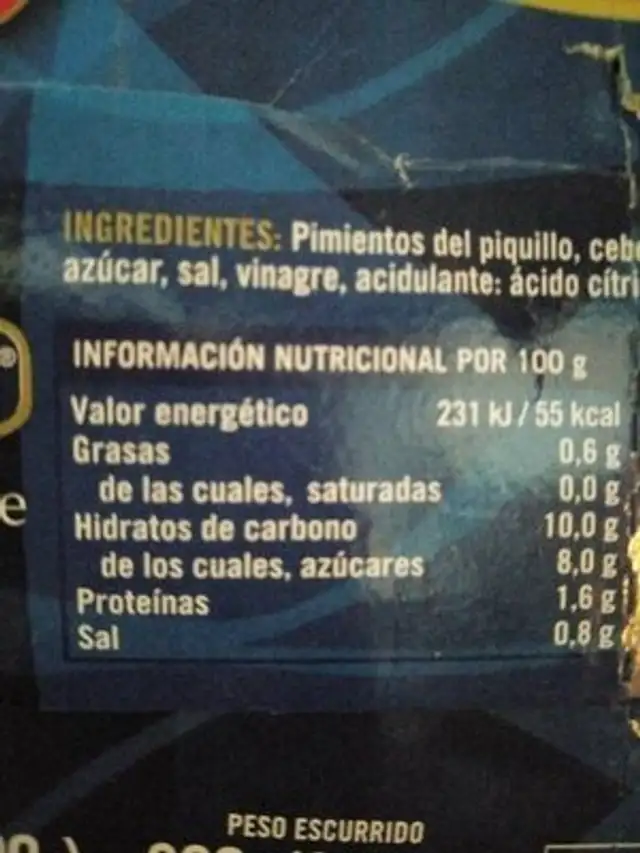 INGREDIENTES: Pimientos del piquillo,
azúcar, sal, vinagre, acidulante: ácido
®
INFORMACIÓN NUTRICIONAL POR 100 g
Valor energético 231 kJ / 55 kcal
Grasas 0,6 g
de las cuales, saturadas 0,0 g
e
Hidratos de carbono 10,0 g
de los cuales, azúcares 8,0 g
Proteínas 1,6 g
Sal 0,8 g
PESO ESCURRIDO